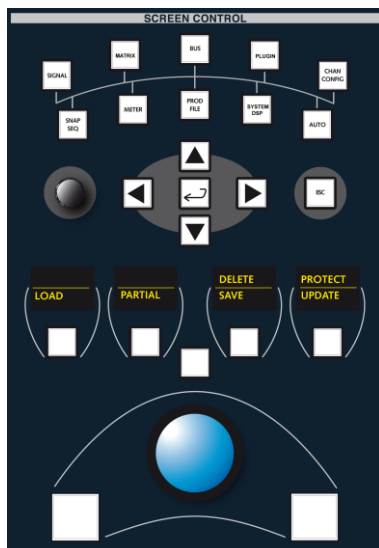 SCREEN CONTROL
BUS
MATRIX
PLUGIN
SIGNAL
CHAN
CONFIG
METER
PROD
FILE
SYSTEM
DSP
SNAP
SEQ
AUTO
ESC
DELETE
PROTECT
LOAD
PARTIAL
SAVE
UPDATE